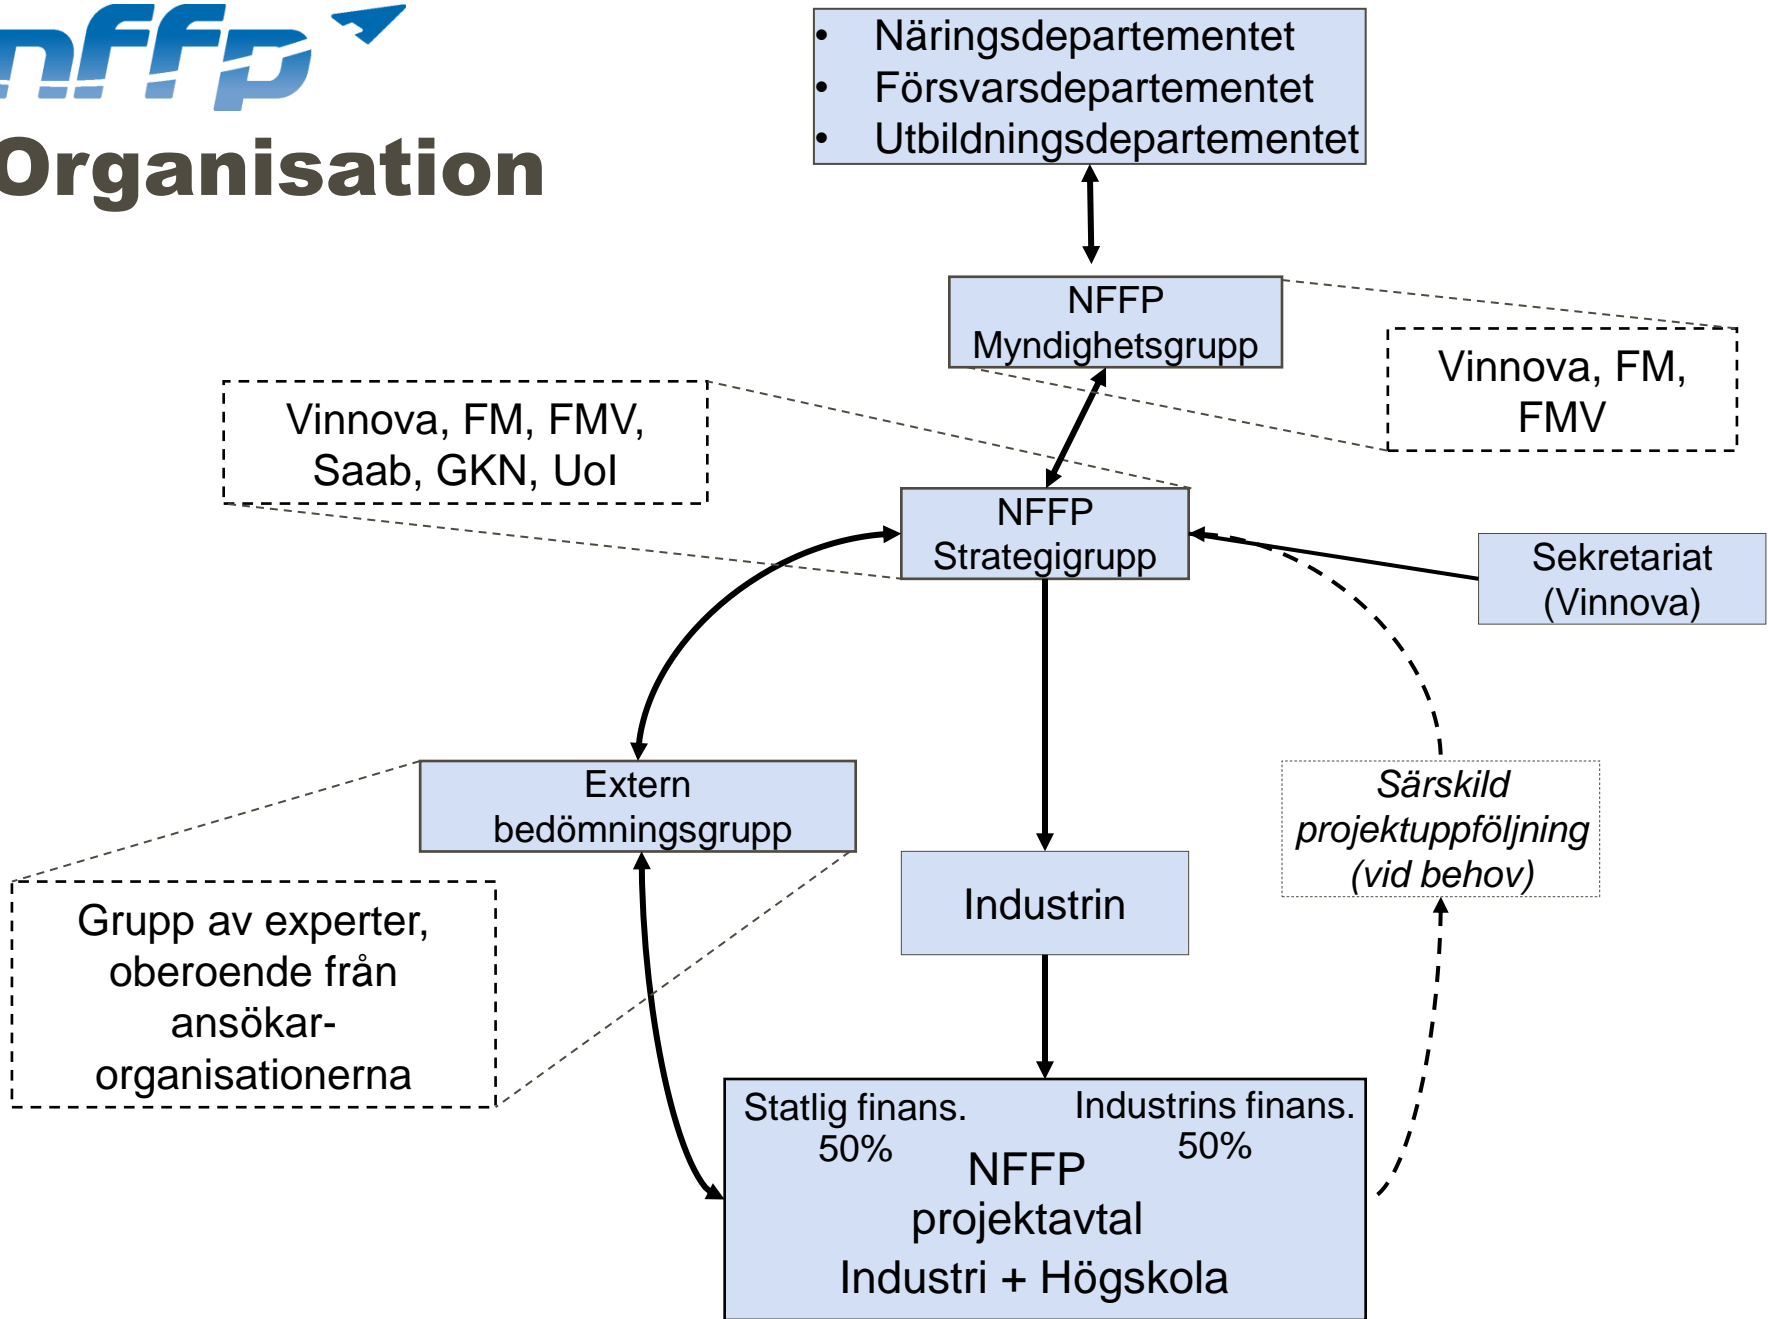 nffp
Organisation
• Näringsdepartementet
• Försvarsdepartementet
• Utbildningsdepartementet
NFFP
Myndighetsgrupp
Vinnova, FM,
FMV
Vinnova, FM, FMV,
Saab, GKN, UoI
NFFP
Strategigrupp
Sekretariat
(Vinnova)
Extern
bedömningsgrupp
Särskild
projektuppföljning
(vid behov)
Grupp av experter,
oberoende från
ansökar-
organisationerna
Industrin
Statlig finans.
50%
Industrins finans.
50%
NFFP
projektavtal
Industri + Högskola